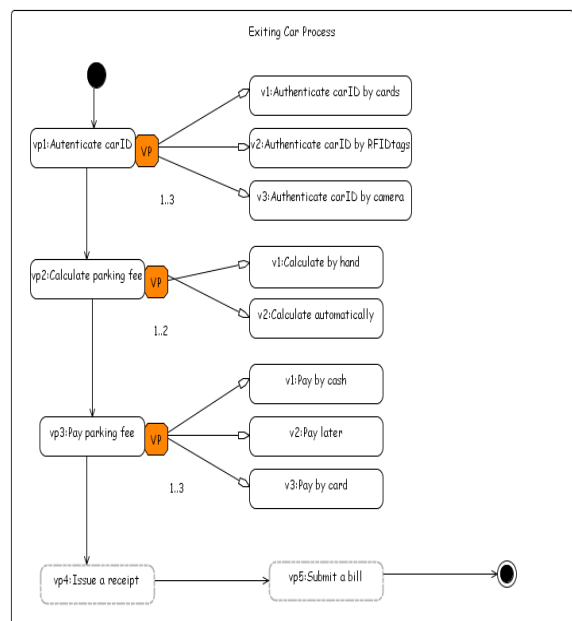 Exiting Car Process
v1:Authenticate carID by cards
vp1:Autenticate carID
VP
v2:Authenticate carID by RFIDtags
v3:Authenticate carID by camera
1..3
v1:Calculate by hand
vp2:Calculate parking fee
VP
v2:Calculate automatically
1..2
v1:Pay by cash
vp3:Pay parking fee
VP
v2:Pay later
v3:Pay by card
1..3
vp4:Issue a receipt
vp5:Submit a bill